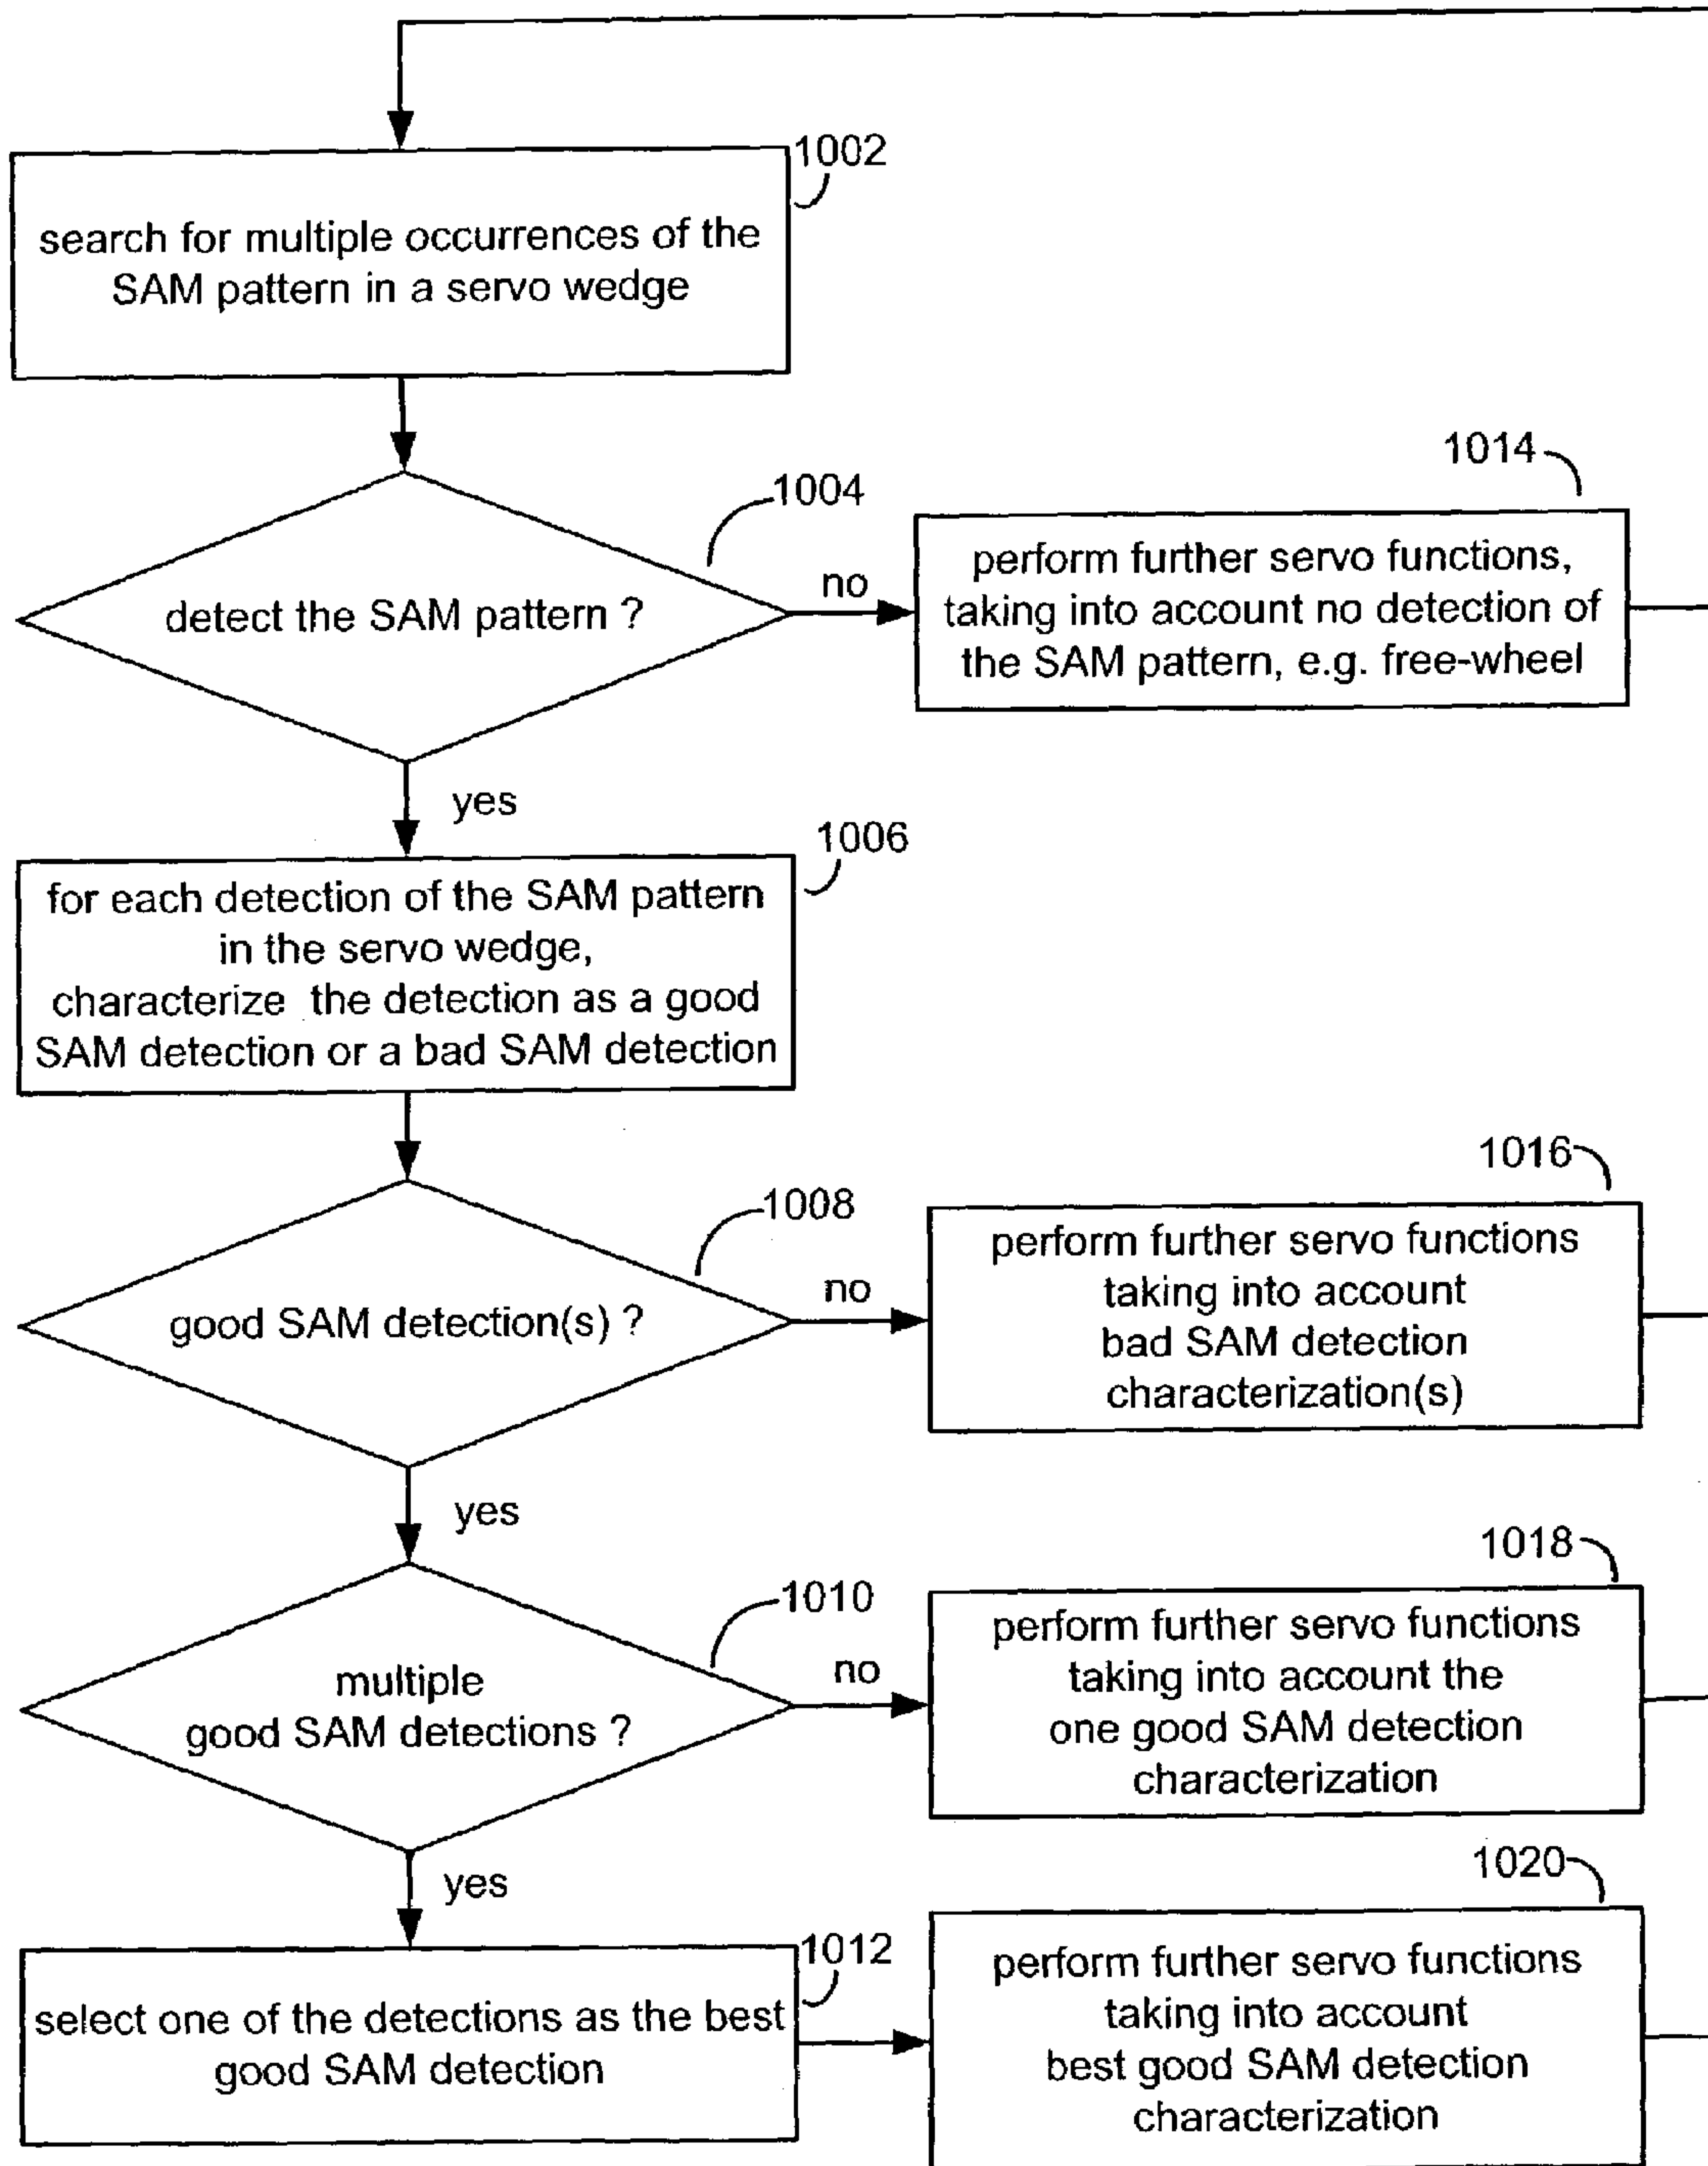 1002
search for multiple occurrences of the
SAM pattern in a servo wedge
1004
detect the SAM pattern ?
no
1014
perform further servo functions,
taking into account no detection of
the SAM pattern, e.g. free-wheel
yes
1006
for each detection of the SAM pattern
in the servo wedge,
characterize the detection as a good
SAM detection or a bad SAM detection
1008
good SAM detection(s) ?
no
1016
perform further servo functions
taking into account
bad SAM detection
characterization(s)
yes
1010
multiple
good SAM detections ?
no
1018
perform further servo functions
taking into account the
one good SAM detection
characterization
yes
1012
select one of the detections as the best
good SAM detection
1020
perform further servo functions
taking into account
best good SAM detection
characterization